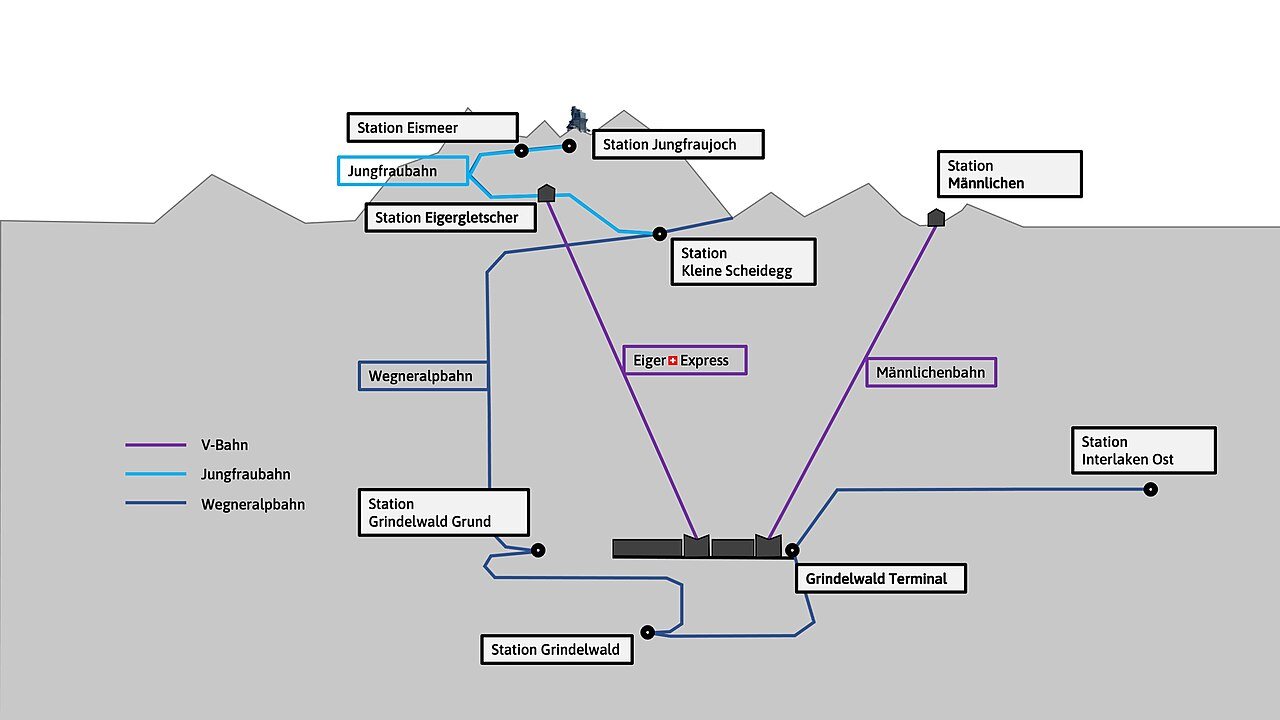 Station Eismeer
Station Jungfraujoch
Jungfraubahn
Station
Männlichen
Station Eigergletscher
Station
Kleine Scheidegg
Eiger Express
Wegneralpbahn
Männlichenbahn
V-Bahn
Jungfraubahn
Wegneralpbahn
Station
Interlaken Ost
Station
Grindelwald Grund
Grindelwald Terminal
Station Grindelwald